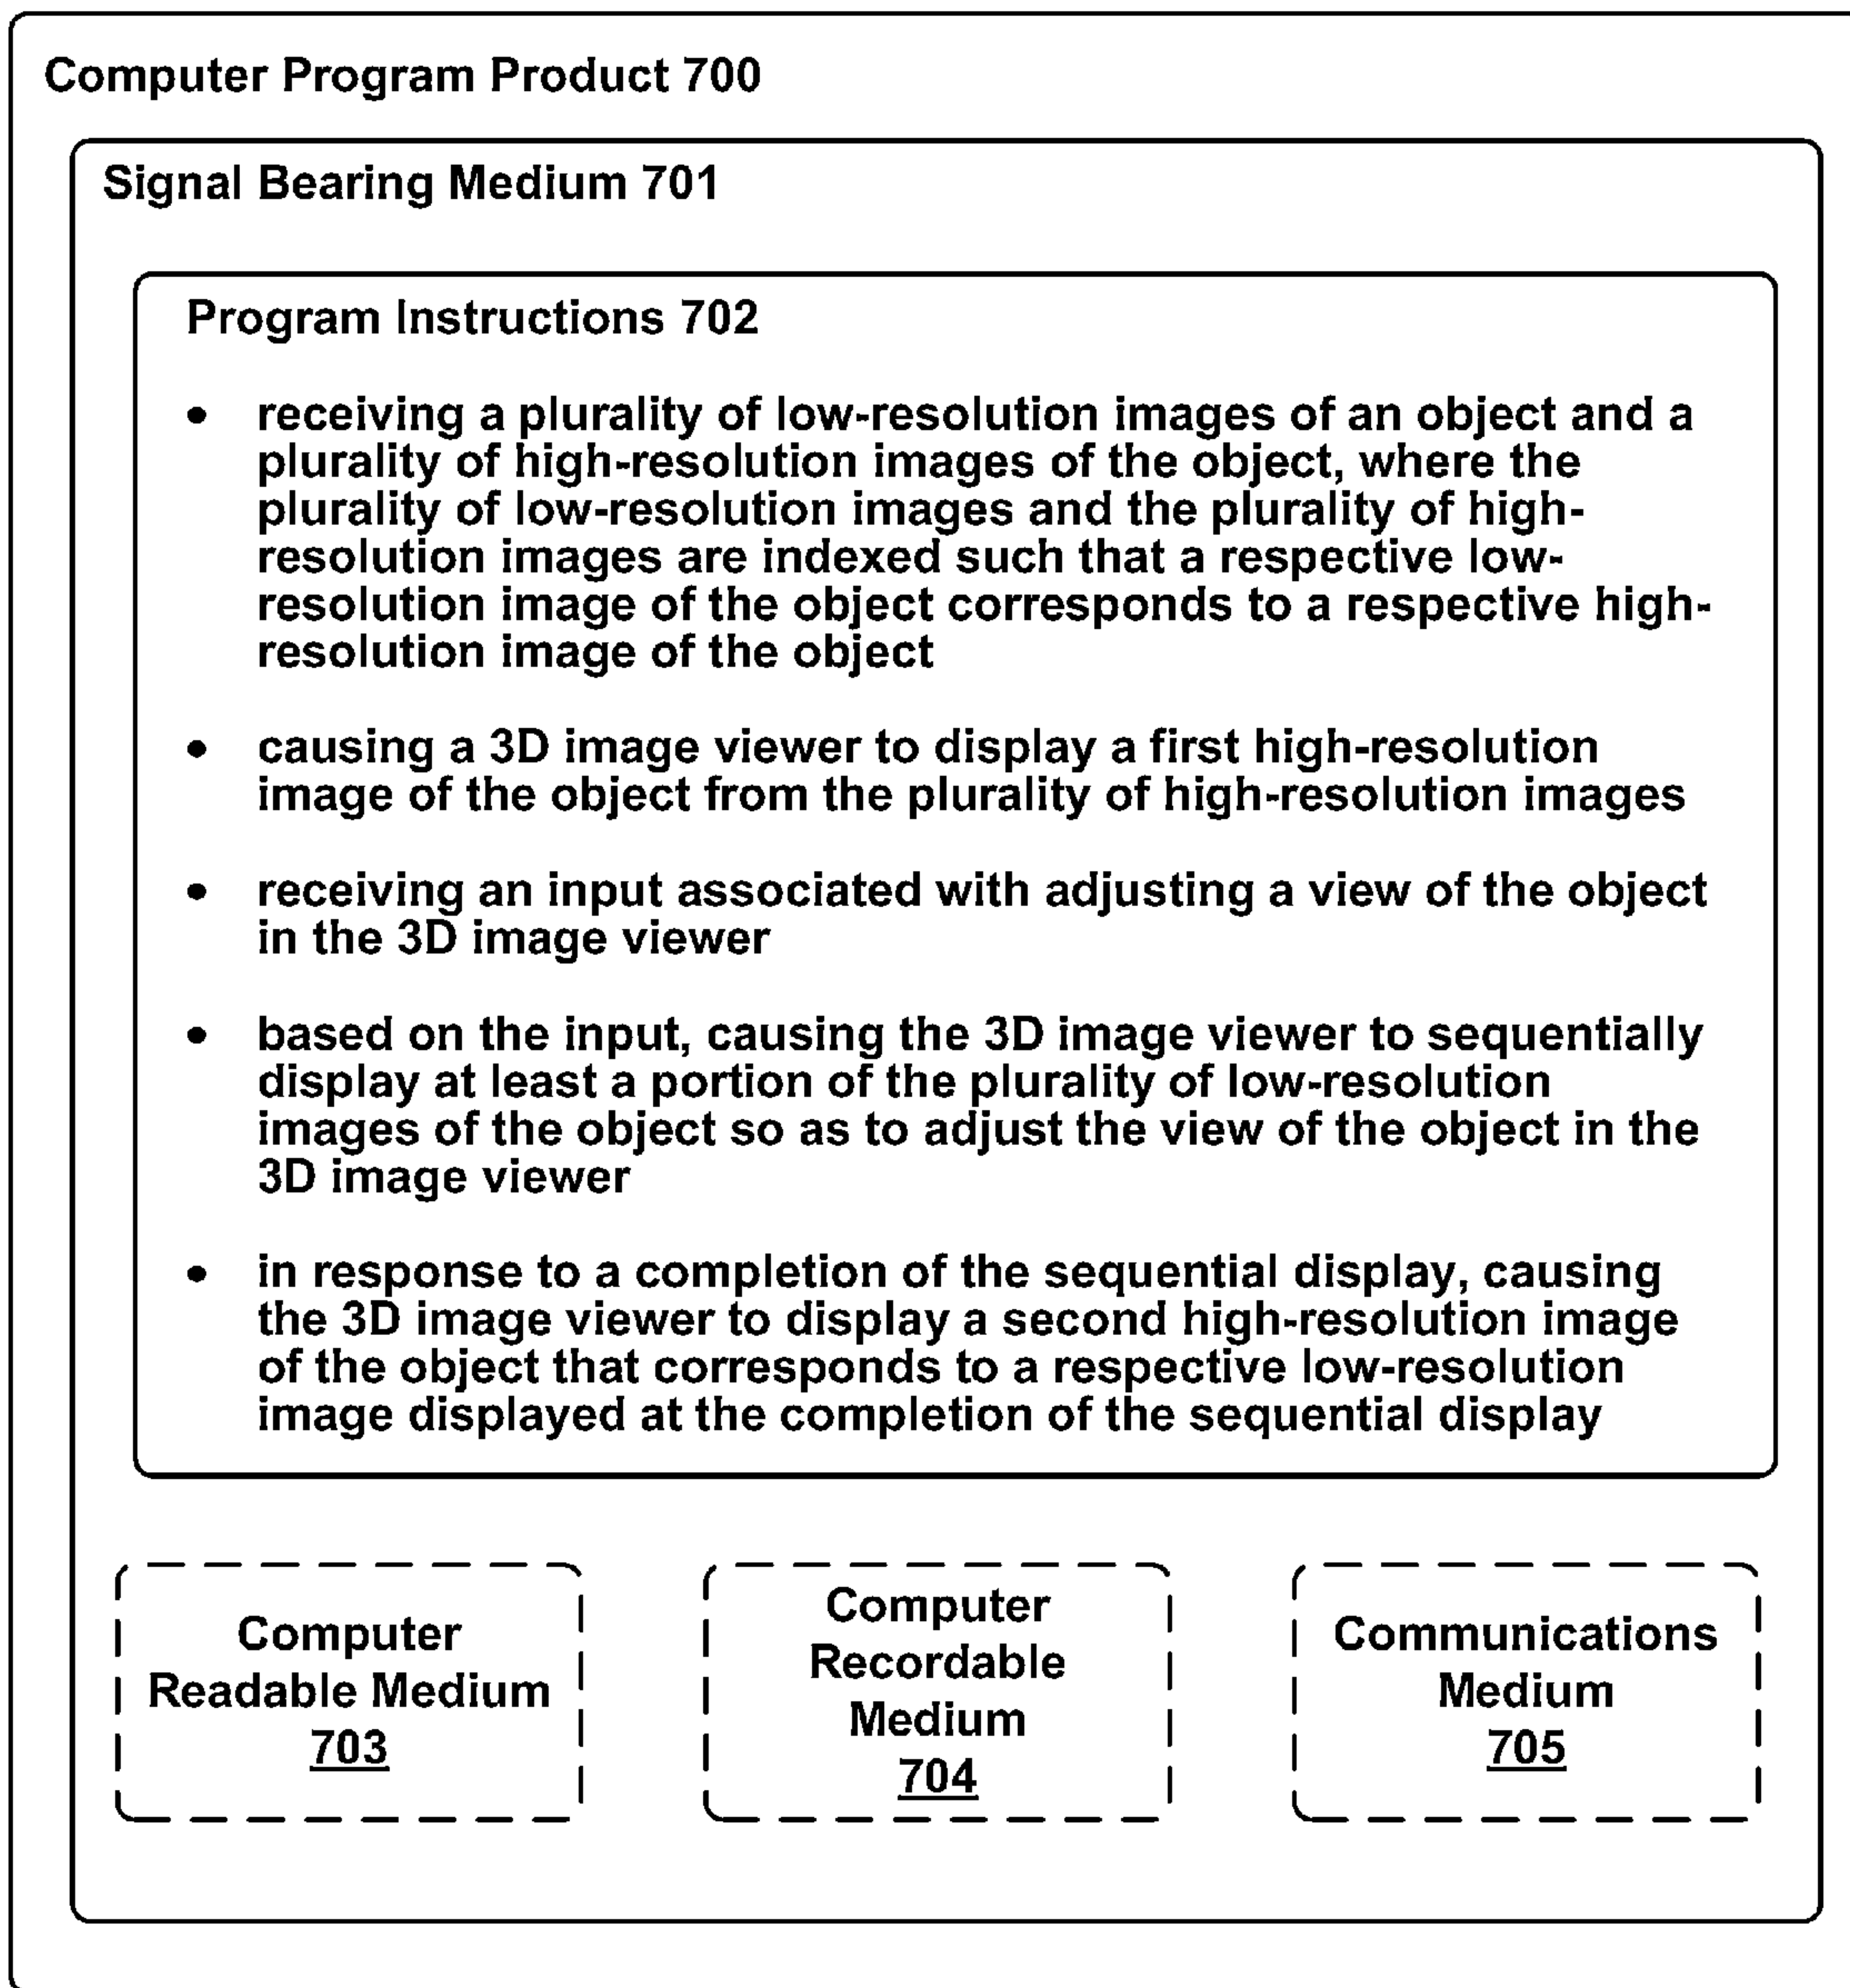 Computer Program Product 700
Signal Bearing Medium 701
Program Instructions 702
• receiving a plurality of low-resolution images of an object and a
plurality of high-resolution images of the object, where the
plurality of low-resolution images and the plurality of high-
resolution images are indexed such that a respective low-
resolution image of the object corresponds to a respective high-
resolution image of the object
• causing a 3D image viewer to display a first high-resolution
image of the object from the plurality of high-resolution images
• receiving an input associated with adjusting a view of the object
in the 3D image viewer
• based on the input, causing the 3D image viewer to sequentially
display at least a portion of the plurality of low-resolution
images of the object so as to adjust the view of the object in the
3D image viewer
• in response to a completion of the sequential display, causing
the 3D image viewer to display a second high-resolution image
of the object that corresponds to a respective low-resolution
image displayed at the completion of the sequential display
Computer
Readable Medium
703
Computer
Recordable
Medium
704
Communications
Medium
705